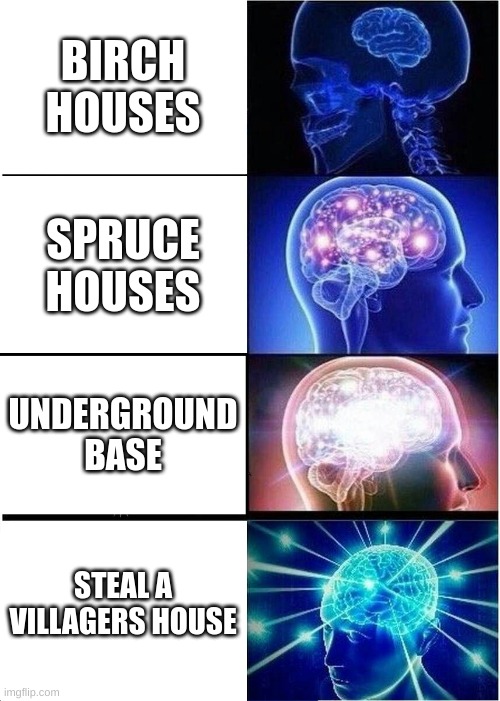 BIRCH
HOUSES
SPRUCE
HOUSES
UNDERGROUND
BASE
STEAL A
VILLAGERS HOUSE
imgflip.com